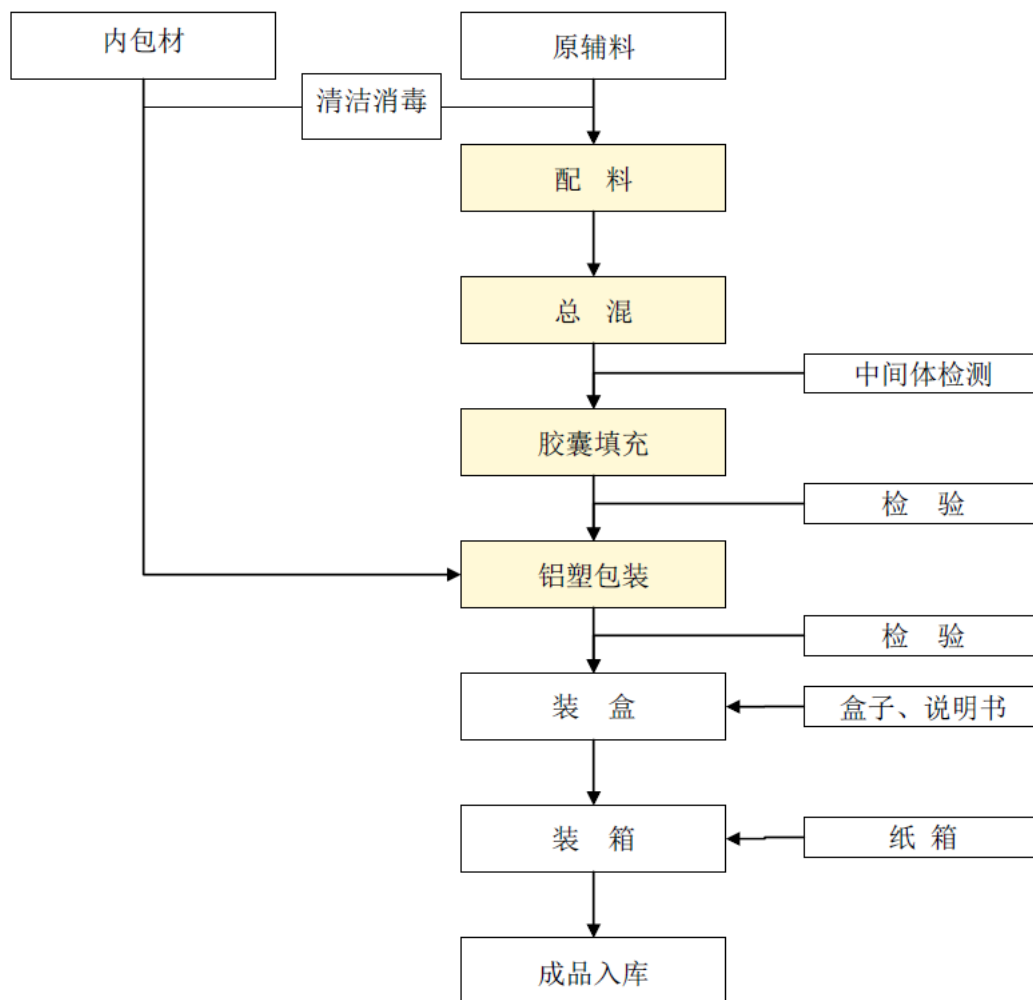 内包材
原辅料
清洁消毒
配 料
总 混
中间体检测
胶囊填充
检 验
铝塑包装
检 验
装 盒
盒子、说明书
装 箱
纸 箱
成品入库